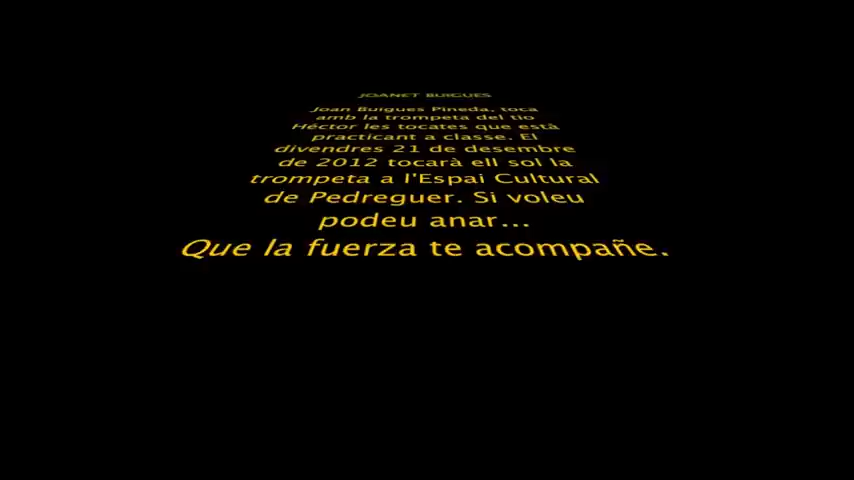 JOANET BUIGUES
Joan Buigues Pineda, toca
amb la trompeta del tio
Héctor les tocates que està
practicant a classe. El
divendres 21 de desembre
de 2012 tocarà ell sol la
trompeta a l'Espai Cultural
de Pedreguer. Si voleu
podeu anar...
Que la fuerza te acompañe.